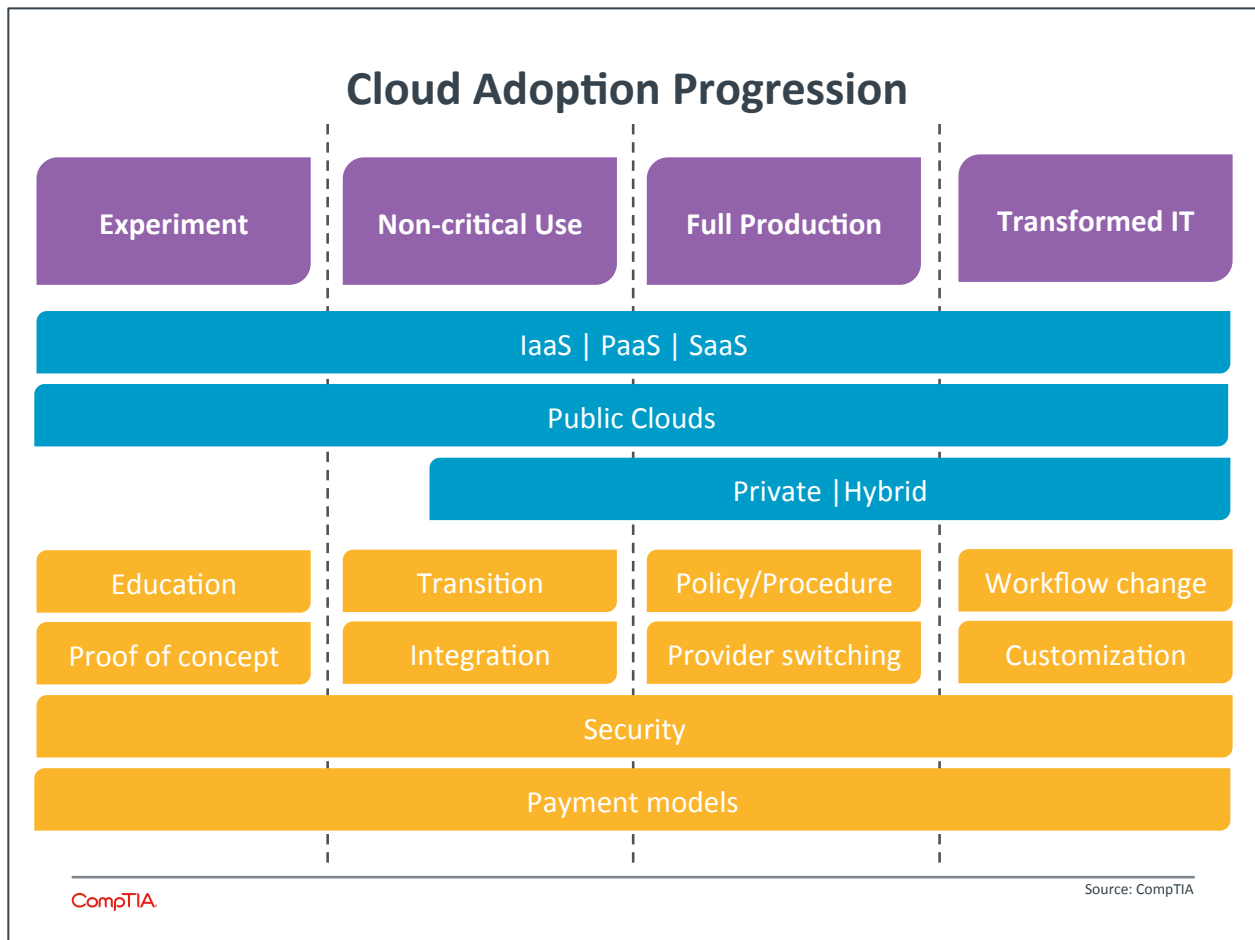 Cloud Adoption Progression
Experiment
Non-critical Use
Full Production
Transformed IT
IaaS | PaaS | SaaS
Public Clouds
Private |Hybrid
Education
Transition
Policy/Procedure
Workflow change
Proof of concept
Integration
Provider switching
Customization
Security
Payment models
CompTIA.
Source: CompTIA